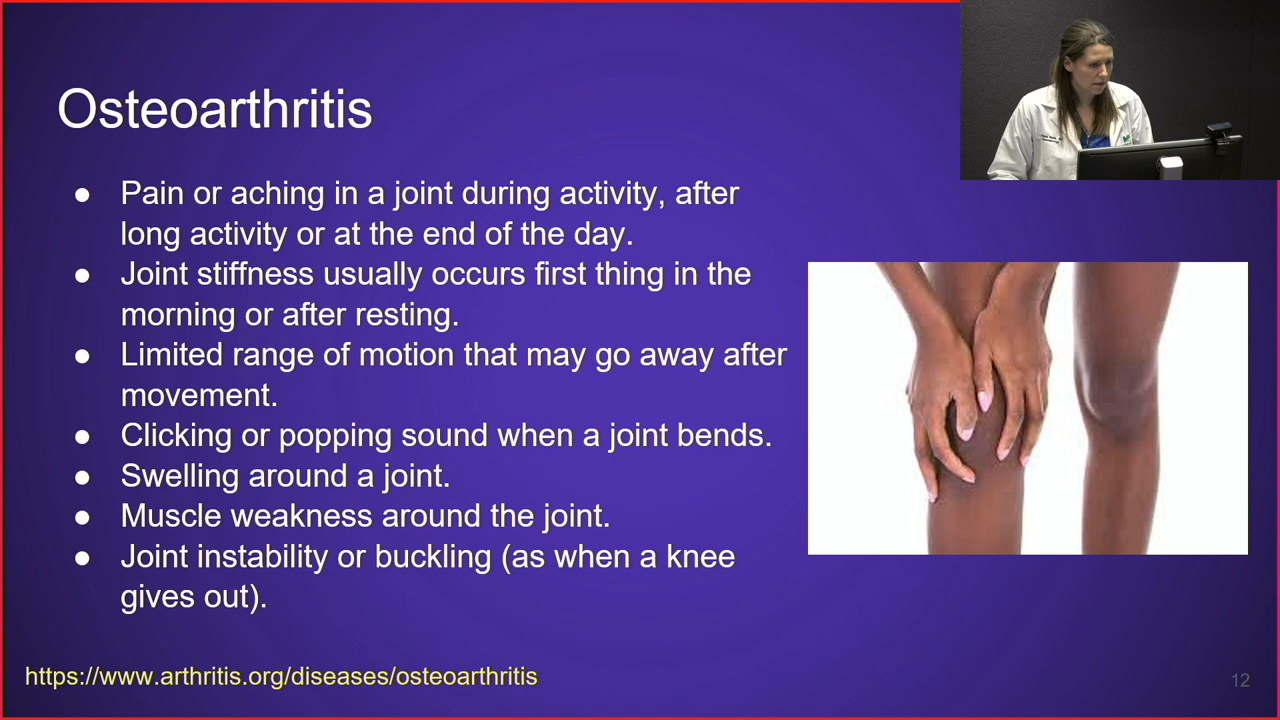 Osteoarthritis
● Pain or aching in a joint during activity, after
long activity or at the end of the day.
● Joint stiffness usually occurs first thing in the
morning or after resting.
● Limited range of motion that may go away after
movement.
● Clicking or popping sound when a joint bends.
● Swelling around a joint.
● Muscle weakness around the joint.
● Joint instability or buckling (as when a knee
gives out).
https://www.arthritis.org/diseases/osteoarthritis
12